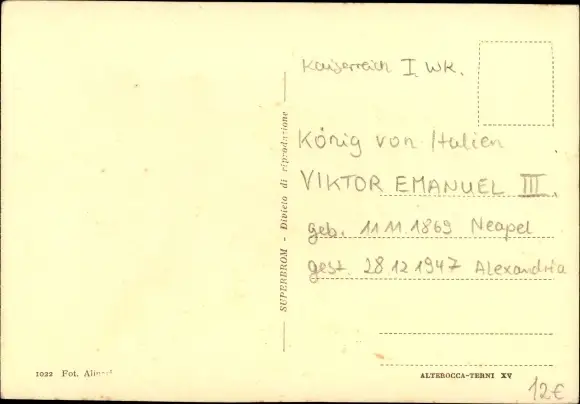 Kaiserreich I. WK.
König von Italien
VIKTOR EMANUEL III.
geb. 11.11.1869 Neapel
gest. 28.12.1947 Alexandria
SUPERBROM - Divieto di riproduzione
1022 Fot.
ALTEROCCA-TERNI XV
12€